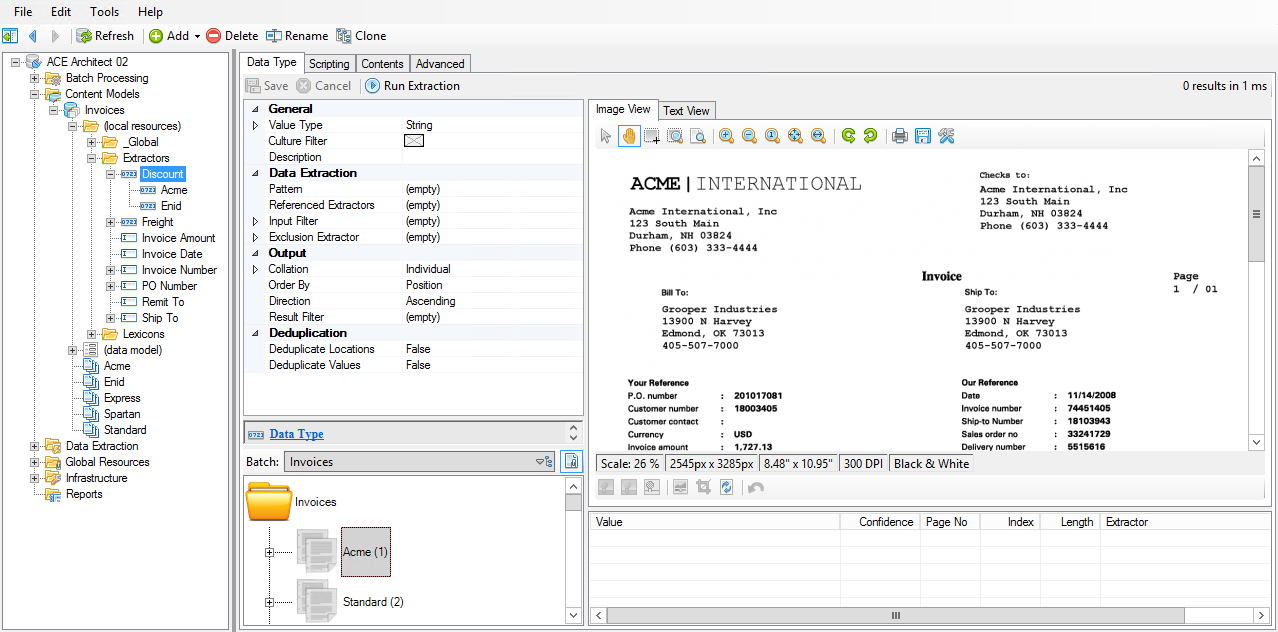 File Edit Tools Help
Refresh Add Delete Rename Clone
ACE Architect 02
Batch Processing
Content Models
Invoices
(local resources)
_Global
Extractors
Discount
Acme
Enid
Freight
Invoice Amount
Invoice Date
Invoice Number
PO Number
Remit To
Ship To
Lexicons
(data model)
Acme
Enid
Express
Spartan
Standard
Data Extraction
Global Resources
Infrastructure
Reports
Data Type Scripting Contents Advanced
Save Cancel Run Extraction 0 results in 1 ms
General
Value Type String
Culture Filter
Description
Data Extraction
Pattern (empty)
Referenced Extractors (empty)
Input Filter (empty)
Exclusion Extractor (empty)
Output
Collation Individual
Order By Position
Direction Ascending
Result Filter (empty)
Deduplication
Deduplicate Locations False
Deduplicate Values False
Data Type
Batch: Invoices
Invoices
Acme (1)
Standard (2)
Image View Text View
ACME | INTERNATIONAL
Acme International, Inc
123 South Main
Durham, NH 03824
Phone (603) 333-4444
Checks to:
Acme International, Inc
123 South Main
Durham, NH 03824
Phone (603) 333-4444
Invoice
Page
1 / 01
Bill To:
Grooper Industries
13900 N Harvey
Edmond, OK 73013
405-507-7000
Ship To:
Grooper Industries
13900 N Harvey
Edmond, OK 73013
405-507-7000
Your Reference
P.O. number : 201017081
Customer number : 18003405
Customer contact :
Currency : USD
Invoice amount : 1,727.13
Our Reference
Date : 11/14/2008
Invoice number : 74451405
Ship-to Number : 18103943
Sales order no : 33241729
Delivery number : 5515616
Scale: 26 % 2545px x 3285px 8.48" x 10.95" 300 DPI Black & White
Value Confidence Page No Index Length Extractor